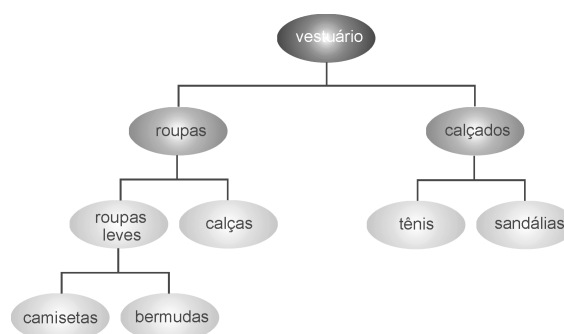 vestuário
roupas
calçados
roupas
leves
calças
tênis
sandálias
camisetas
bermudas